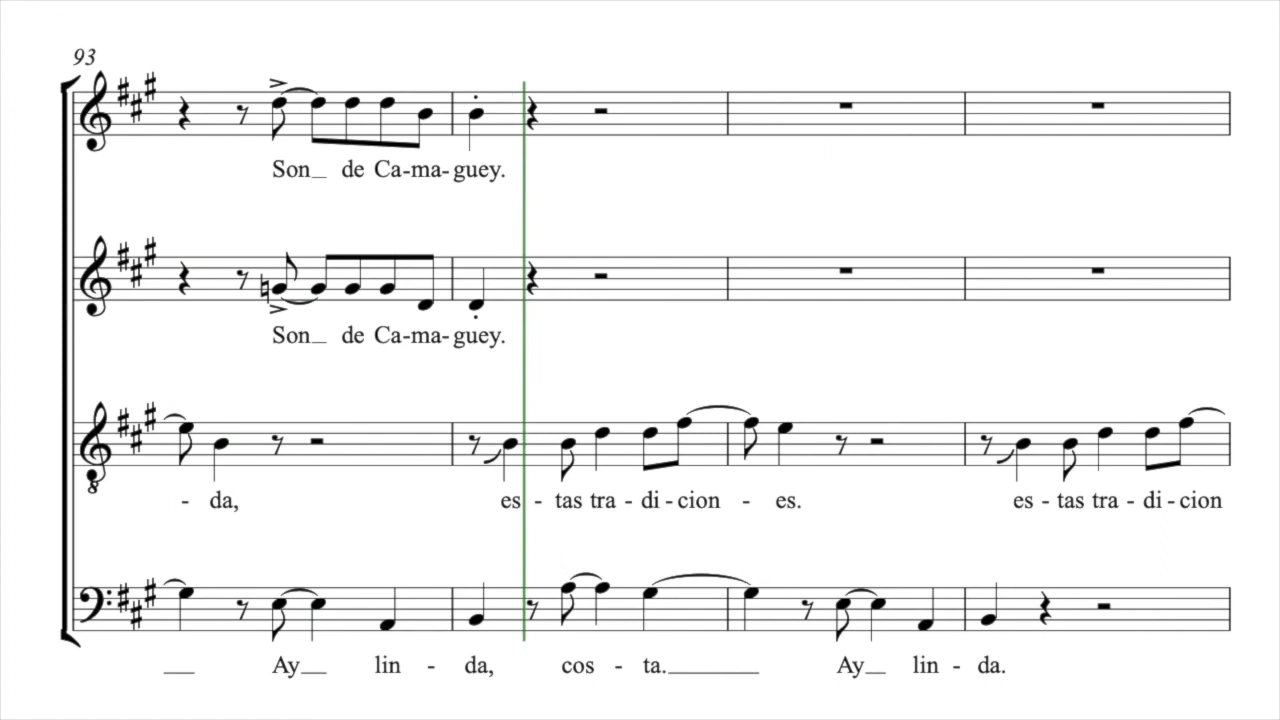 93
Son_ de Ca-ma-guey.
Son_ de Ca-ma-guey.
- da, es - tas tra - di - cion - es. es - tas tra - di - cion
__ Ay__ lin - da, cos - ta.________ Ay__ lin - da.